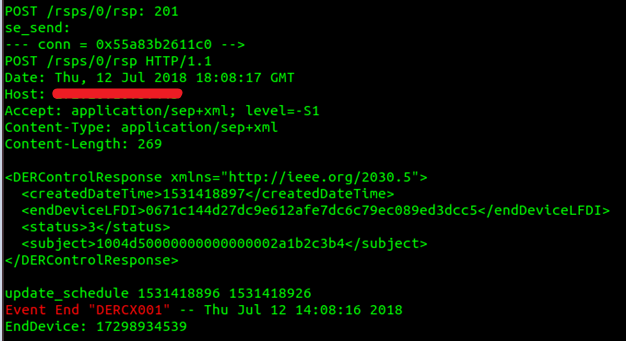 POST /rsps/0/rsp: 201
se_send:
--- conn = 0x55a83b2611c0 -->
POST /rsps/0/rsp HTTP/1.1
Date: Thu, 12 Jul 2018 18:08:17 GMT
Host:
Accept: application/sep+xml; level=-S1
Content-Type: application/sep+xml
Content-Length: 269
<DERControlResponse xmlns="http://ieee.org/2030.5">
<createdDateTime>1531418897</createdDateTime>
<endDeviceLFDI>0671c144d27dc9e612afe7dc6c79ec089ed3dcc5</endDeviceLFDI>
<status>3</status>
<subject>1004d50000000000000002a1b2c3b4</subject>
</DERControlResponse>
update_schedule 1531418896 1531418926
Event End "DERCX001" -- Thu Jul 12 14:08:16 2018
EndDevice: 17298934539